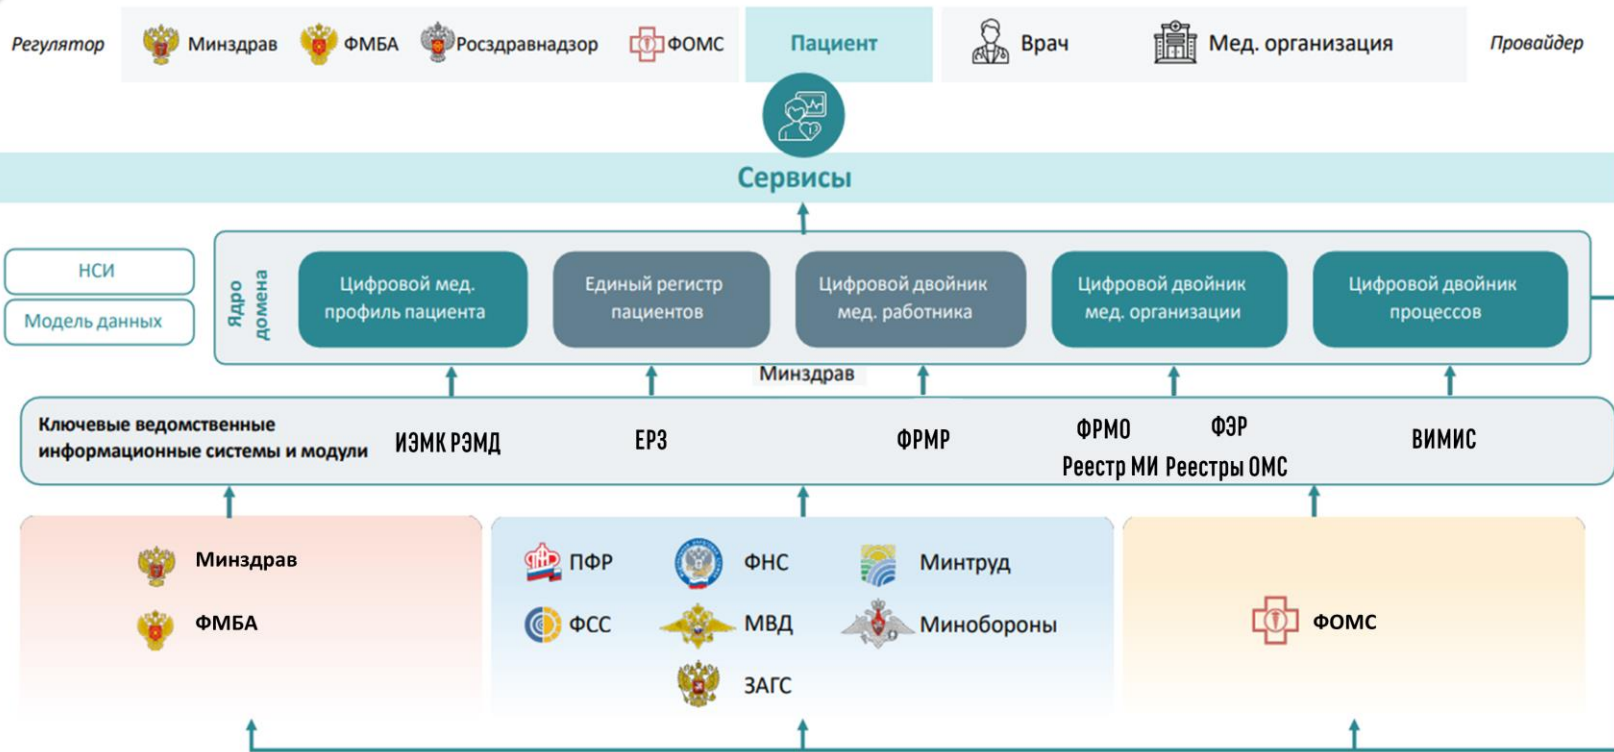 Регулятор
Минздрав
ФМБА
Росздравнадзор
ФОМС
Пациент
Врач
Мед. организация
Провайдер
Сервисы
НСИ
Модель данных
Ядро
домена
Цифровой мед.
профиль пациента
Единый регистр
пациентов
Цифровой двойник
мед. работника
Цифровой двойник
мед. организации
Цифровой двойник
процессов
Минздрав
Ключевые ведомственные
информационные системы и модули
ИЭМК РЭМД
ЕРЗ
ФРМР
ФРМО
ФЭР
Реестр МИ
Реестры ОМС
ВИМИС
Минздрав
ФМБА
ПФР
ФНС
Минтруд
ФСС
МВД
Минобороны
ЗАГС
ФОМС